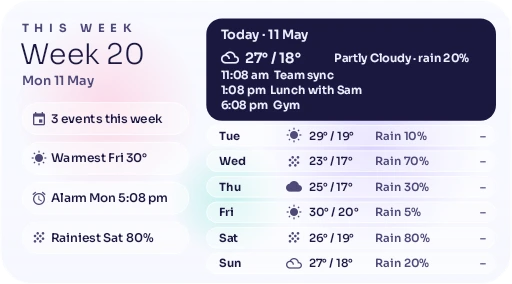 THIS WEEK
Week 20
Mon 11 May
3 events this week
Warmest Fri 30°
Alarm Mon 5:08 pm
Rainiest Sat 80%
Today · 11 May
27° / 18° Partly Cloudy · rain 20%
11:08 am Team sync
1:08 pm Lunch with Sam
6:08 pm Gym
Tue 29° / 19° Rain 10% –
Wed 23° / 17° Rain 70% –
Thu 25° / 17° Rain 30% –
Fri 30° / 20° Rain 5% –
Sat 26° / 19° Rain 80% –
Sun 27° / 18° Rain 20% –